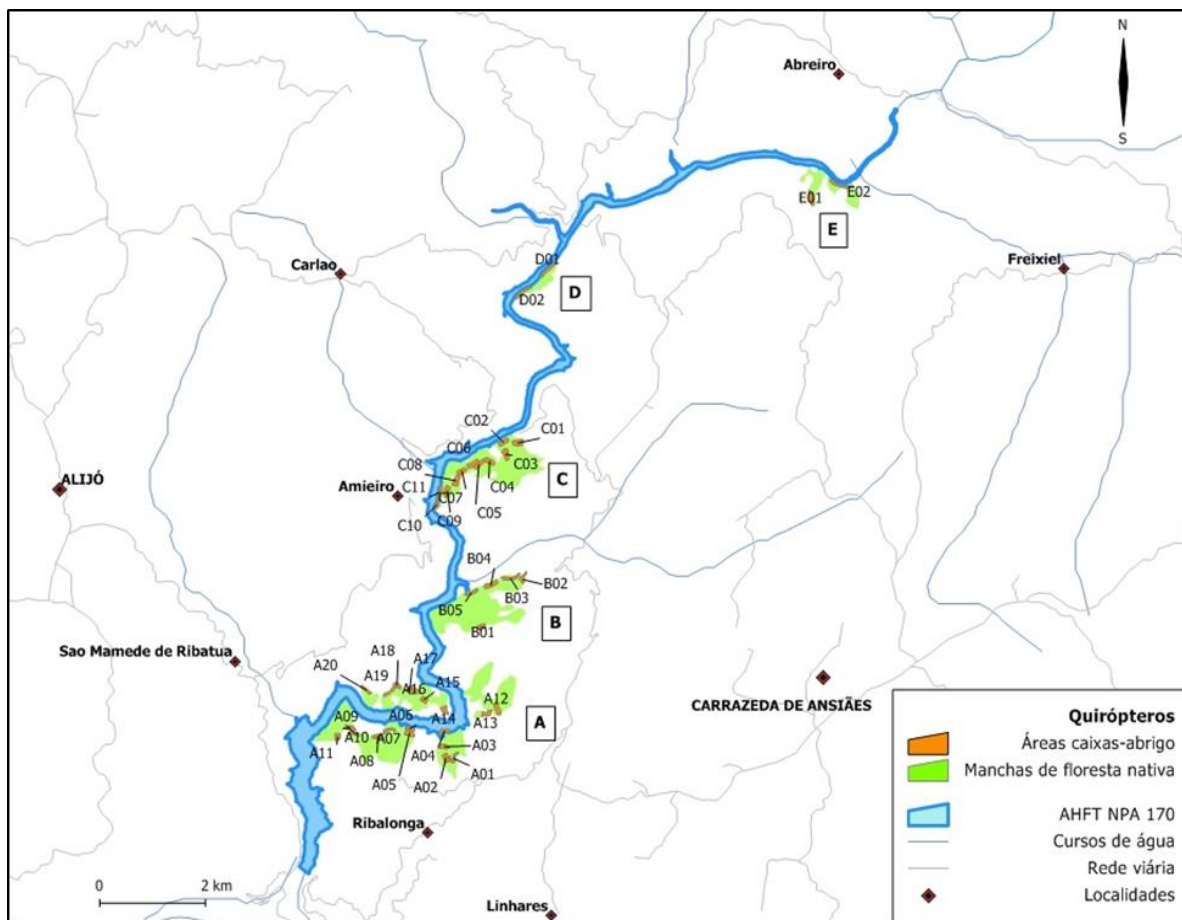 N
Abreiro
S
E01
E02
E
Carlao
Freixiel
D01
D
D02
C02
C01
C06
C03
C08
C
ALIJÓ
C11
C04
Amieiro
C07
C05
C10
C09
B04
B02
B03
B05
B
B01
Sao Mamede de Ribatua
A18
A17
A20
A19
A16
A15
A12
CARRAZEDA DE ANSIÃES
A09
A06
A14
A13
A
A11
A10
A07
A04
A03
A08
A05
A02
A01
Ribalonga
Linhares
0
2 km
Quirópteros
Áreas caixas-abrigo
Manchas de floresta nativa
AHFT NPA 170
Cursos de água
Rede viária
Localidades